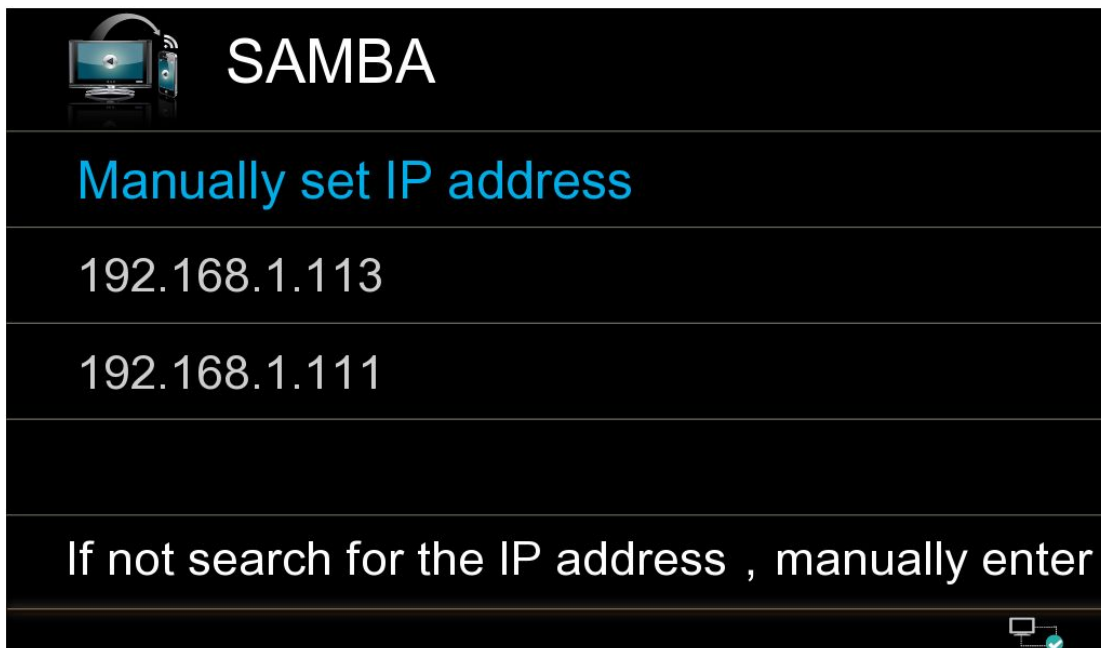 SAMBA
Manually set IP address
192.168.1.113
192.168.1.111
If not search for the IP address , manually enter